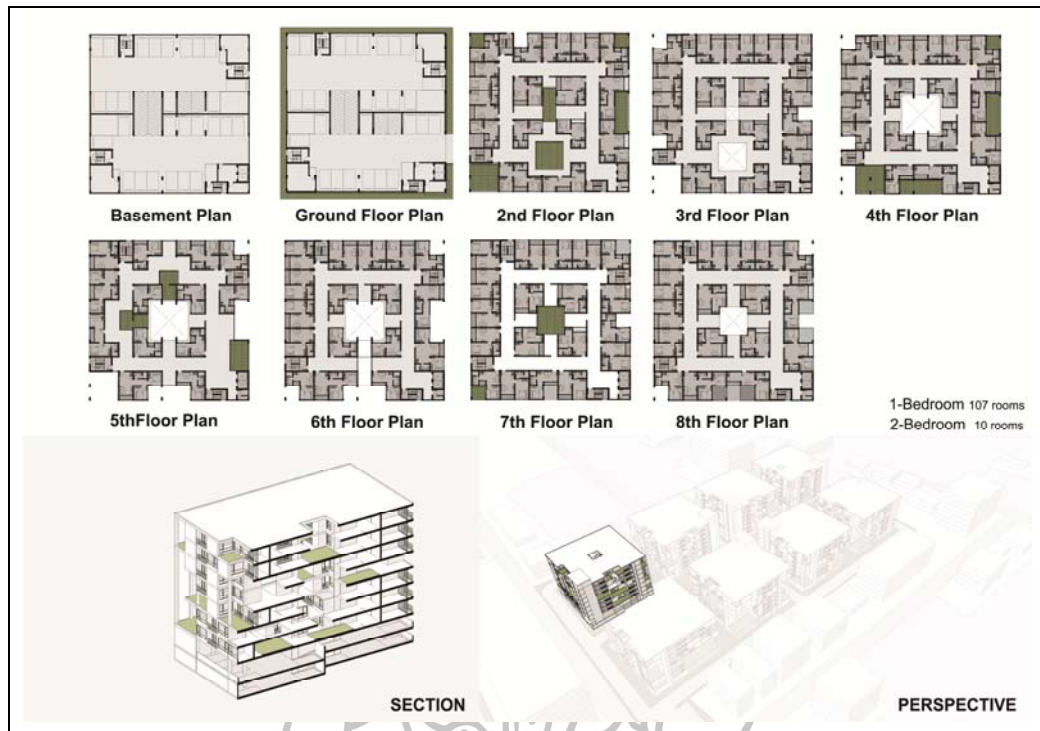 Basement Plan
Ground Floor Plan
2nd Floor Plan
3rd Floor Plan
4th Floor Plan
5thFloor Plan
6th Floor Plan
7th Floor Plan
8th Floor Plan
1-Bedroom 107 rooms
2-Bedroom 10 rooms
SECTION
PERSPECTIVE